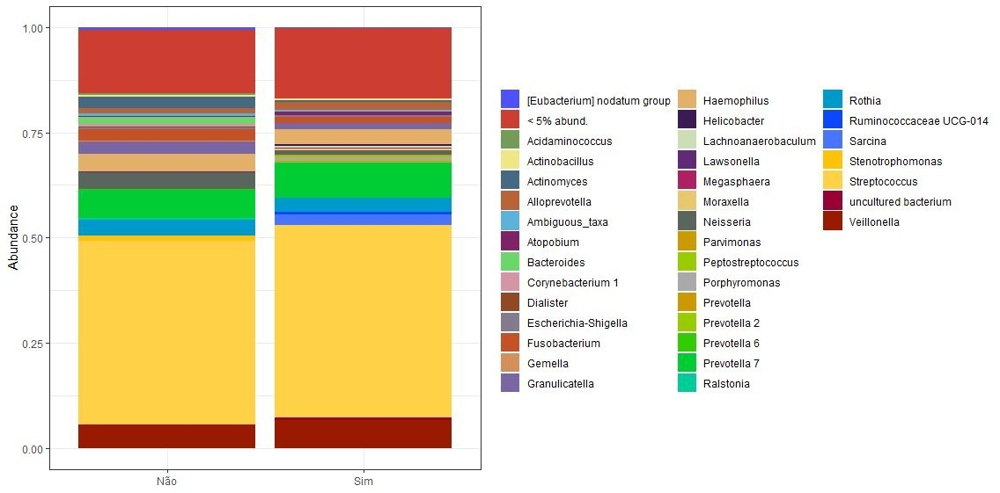 1.00
0.75
0.50
0.25
0.00
Abundance
Não
Sim
[Eubacterium] nodatum group
< 5% abund.
Acidaminococcus
Actinobacillus
Actinomyces
Alloprevotella
Ambiguous_taxa
Atopobium
Bacteroides
Corynebacterium 1
Dialister
Escherichia-Shigella
Fusobacterium
Gemella
Granulicatella
Haemophilus
Helicobacter
Lachnoanaerobaculum
Lawsonella
Megasphaera
Moraxella
Neisseria
Parvimonas
Peptostreptococcus
Porphyromonas
Prevotella
Prevotella 2
Prevotella 6
Prevotella 7
Ralstonia
Rothia
Ruminococcaceae UCG-014
Sarcina
Stenotrophomonas
Streptococcus
uncultured bacterium
Veillonella